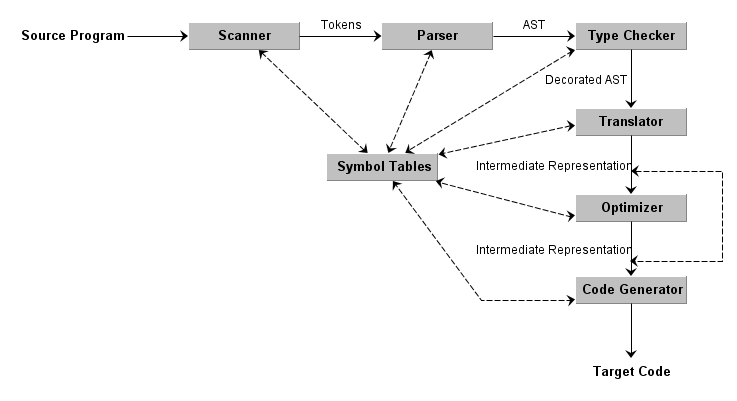 Source Program
Scanner
Tokens
Parser
AST
Type Checker
Decorated AST
Translator
Symbol Tables
Intermediate Representation
Optimizer
Intermediate Representation
Code Generator
Target Code